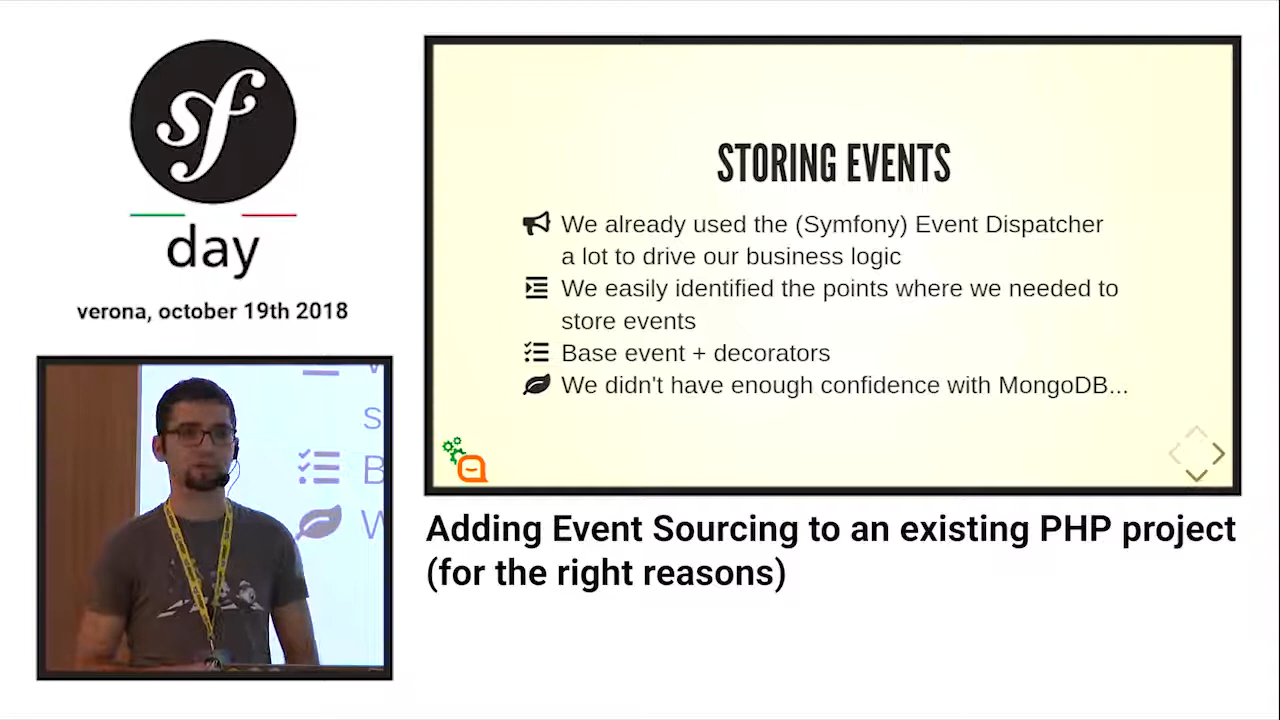 sf
day
verona, october 19th 2018
STORING EVENTS
We already used the (Symfony) Event Dispatcher
a lot to drive our business logic
We easily identified the points where we needed to
store events
Base event + decorators
We didn't have enough confidence with MongoDB...
S
B
W
Adding Event Sourcing to an existing PHP project
(for the right reasons)